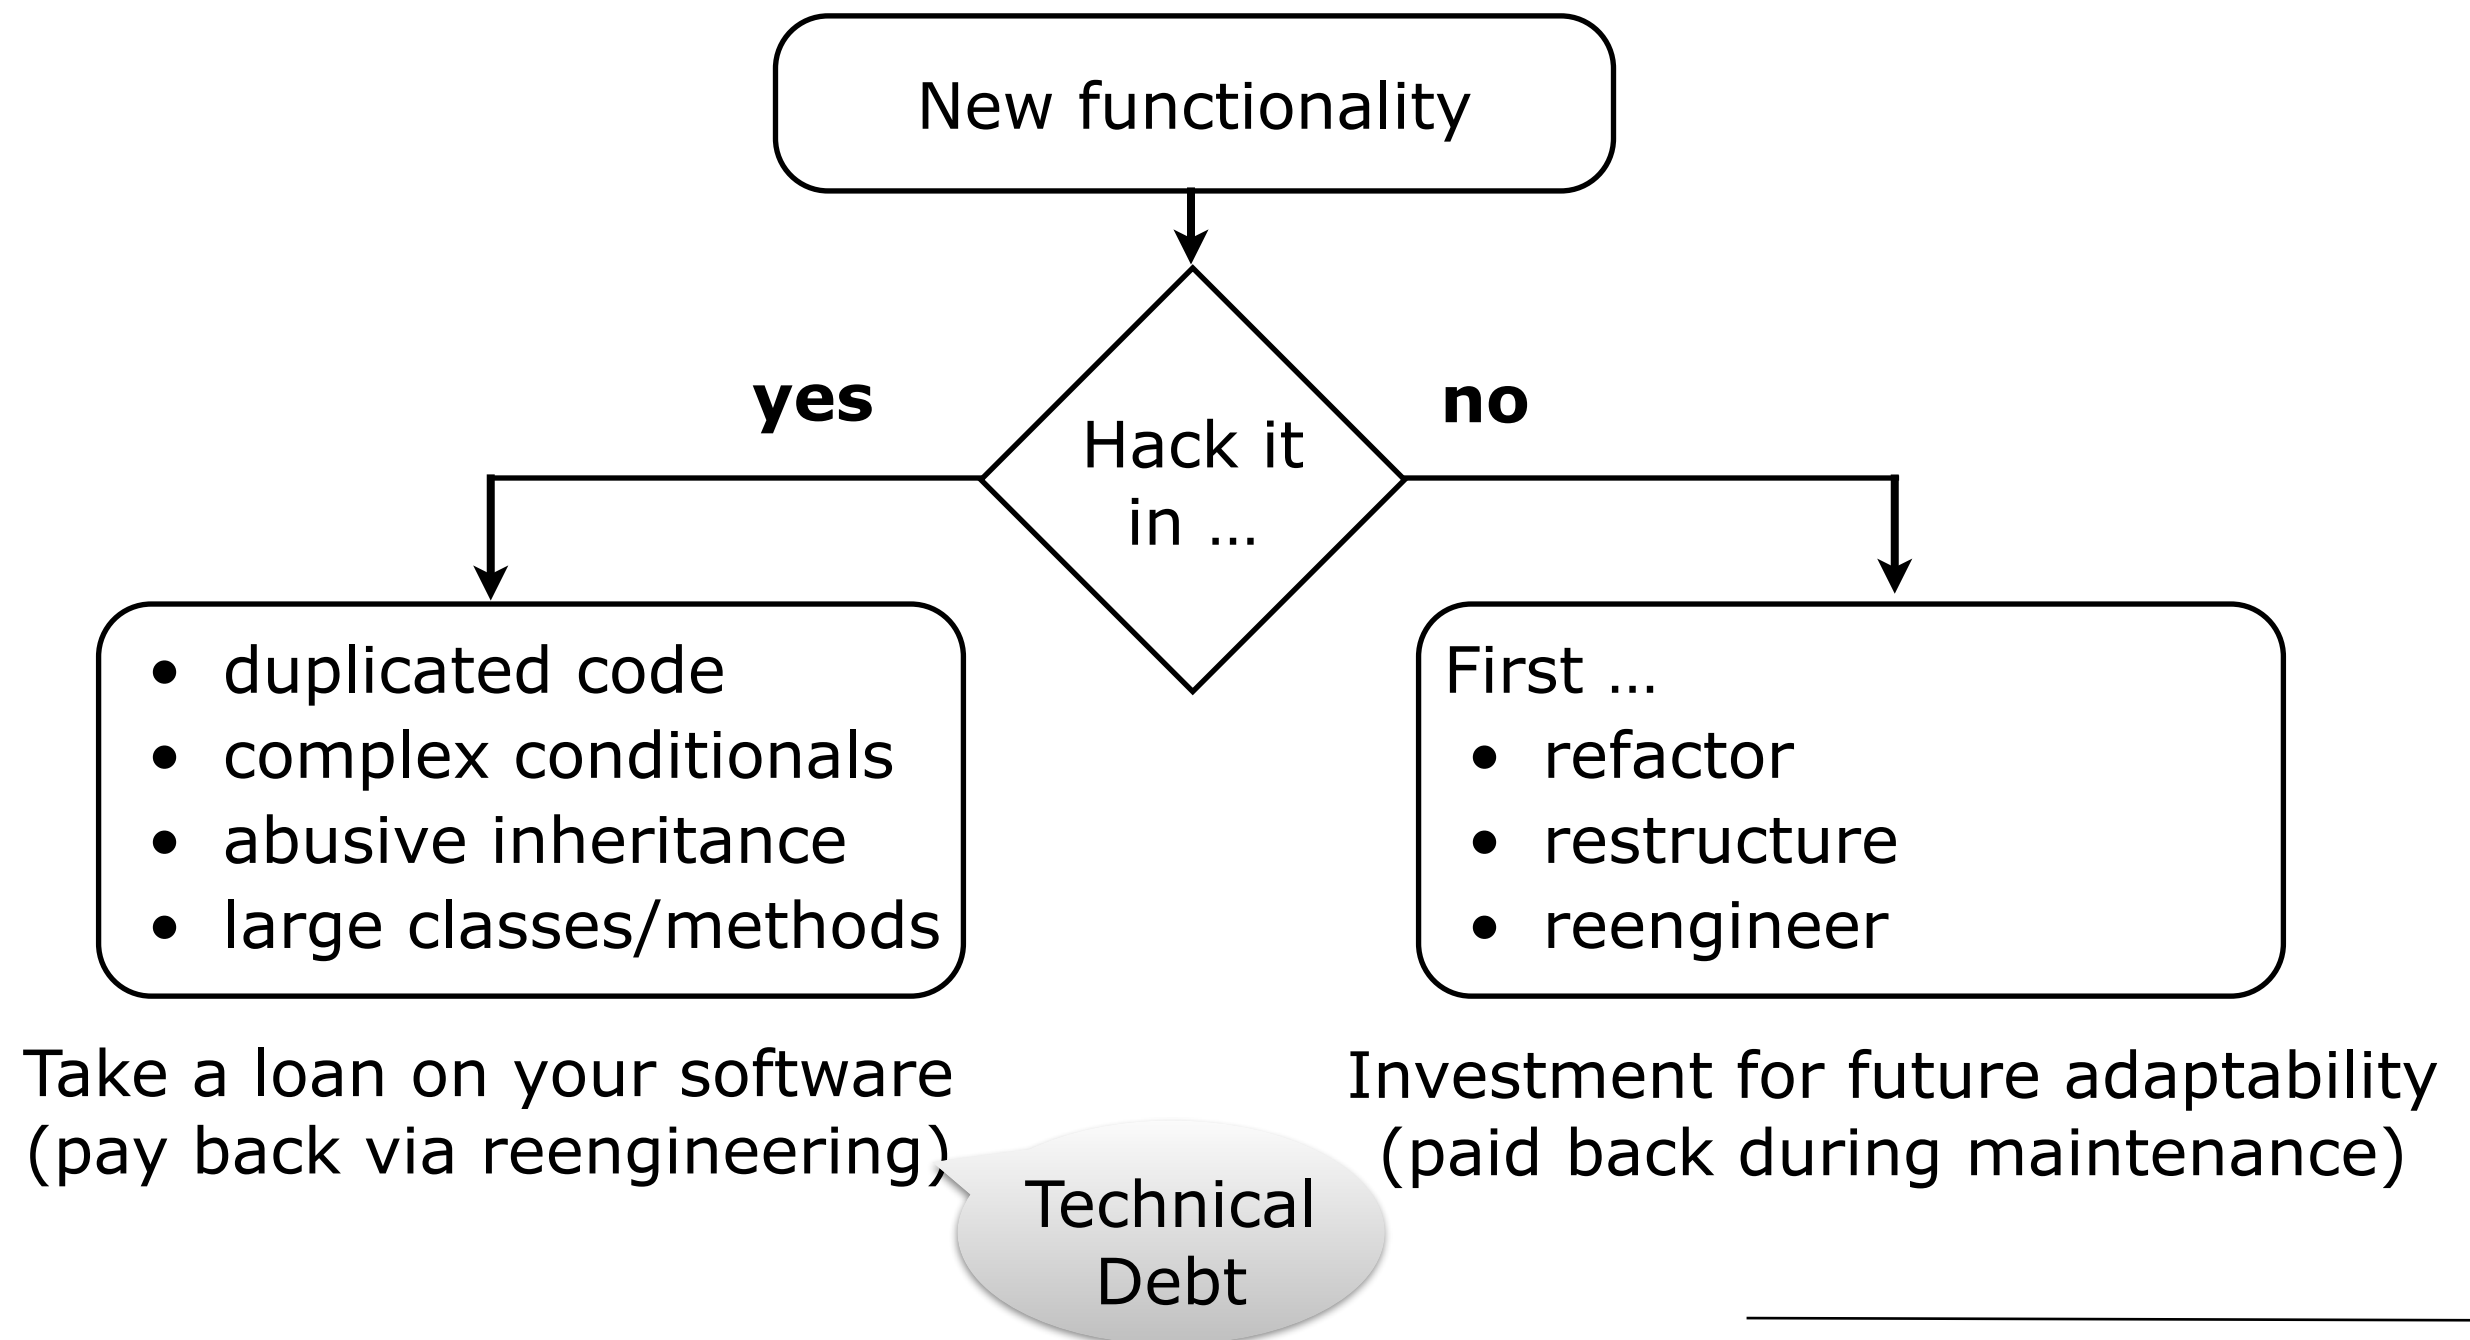 New functionality
yes
no
Hack it
in ...
• duplicated code
• complex conditionals
• abusive inheritance
• large classes/methods
First ...
• refactor
• restructure
• reengineer
Take a loan on your software
(pay back via reengineering)
Investment for future adaptability
(paid back during maintenance)
Technical
Debt